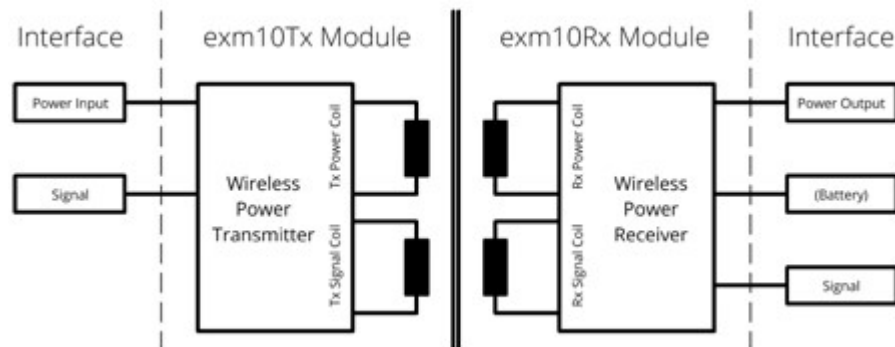 Interface
exm10Tx Module
exm10Rx Module
Interface
Power Input
Signal
Wireless
Power
Transmitter
Tx Power Coil
Tx Signal Coil
Rx Power Coil
Rx Signal Coil
Wireless
Power
Receiver
Power Output
(Battery)
Signal